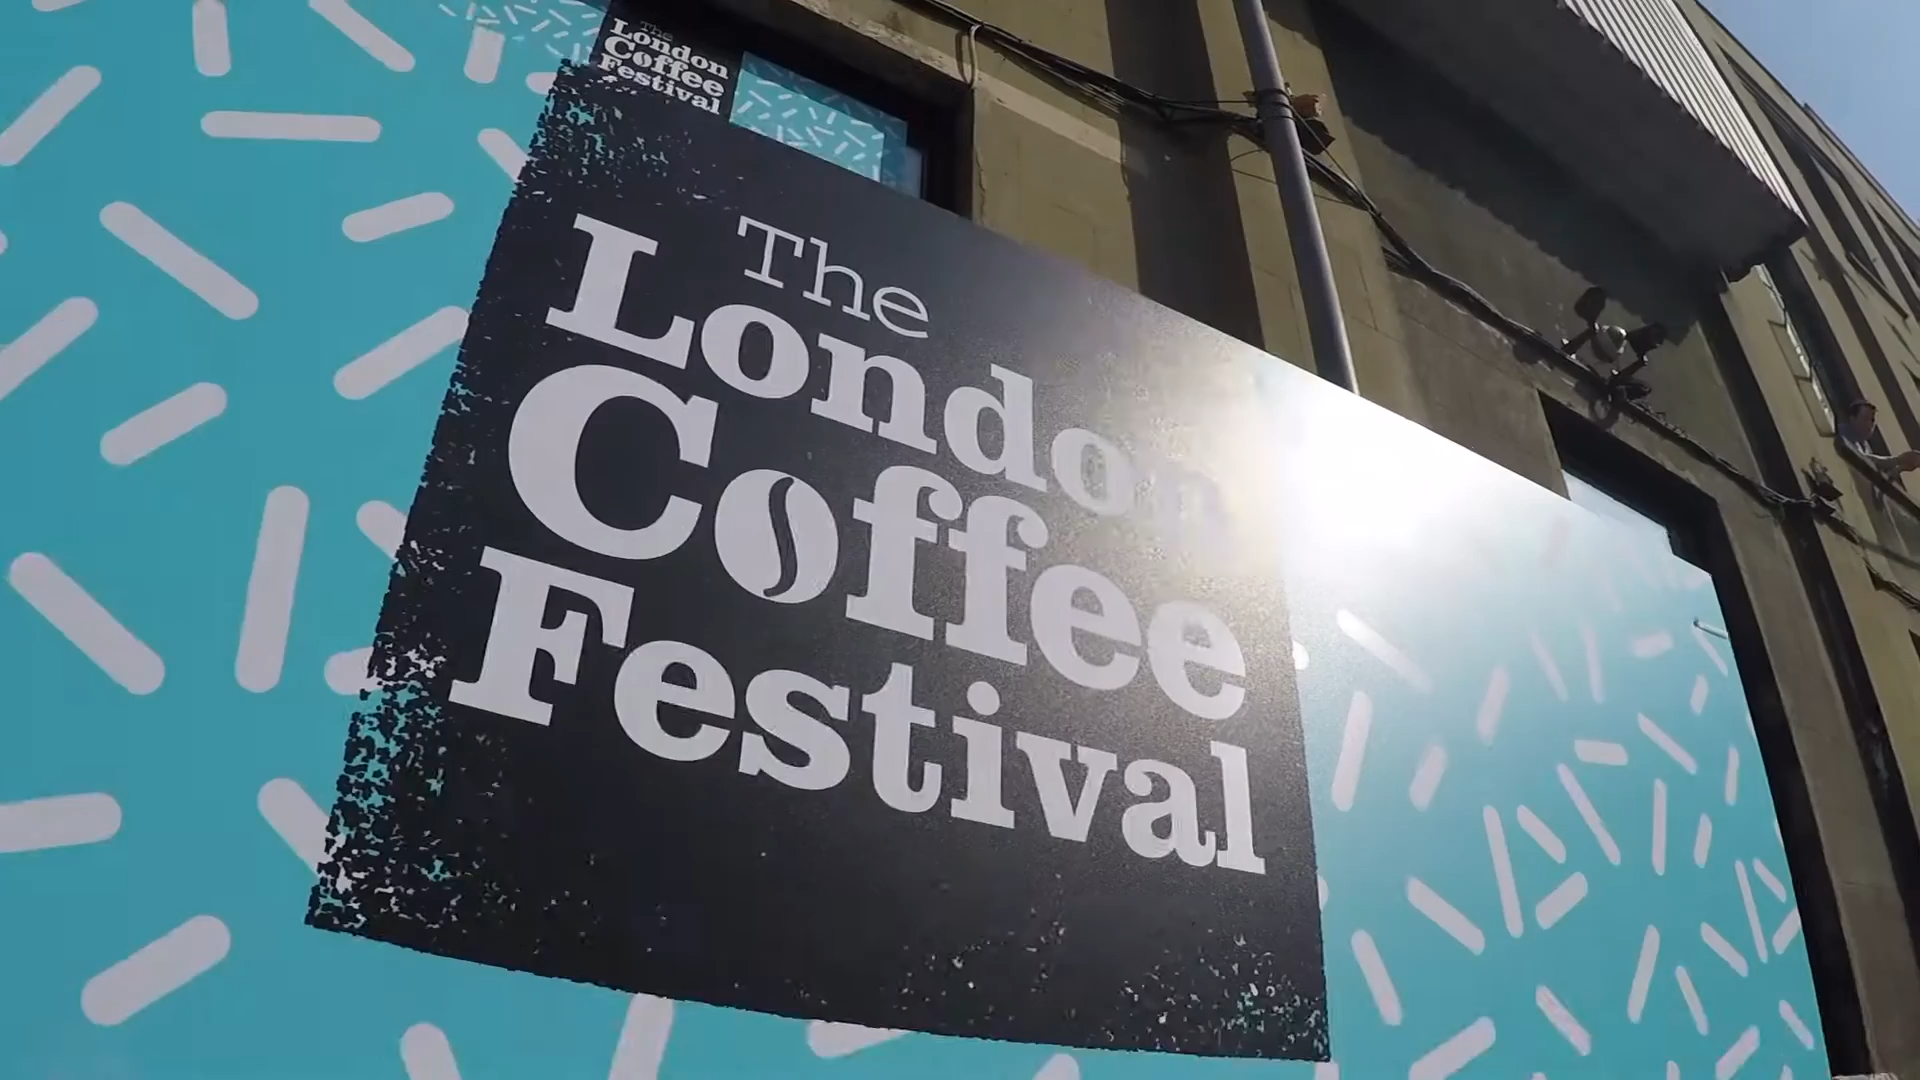 The
London
Coffee
Festival
The
London
Coffee
Festival